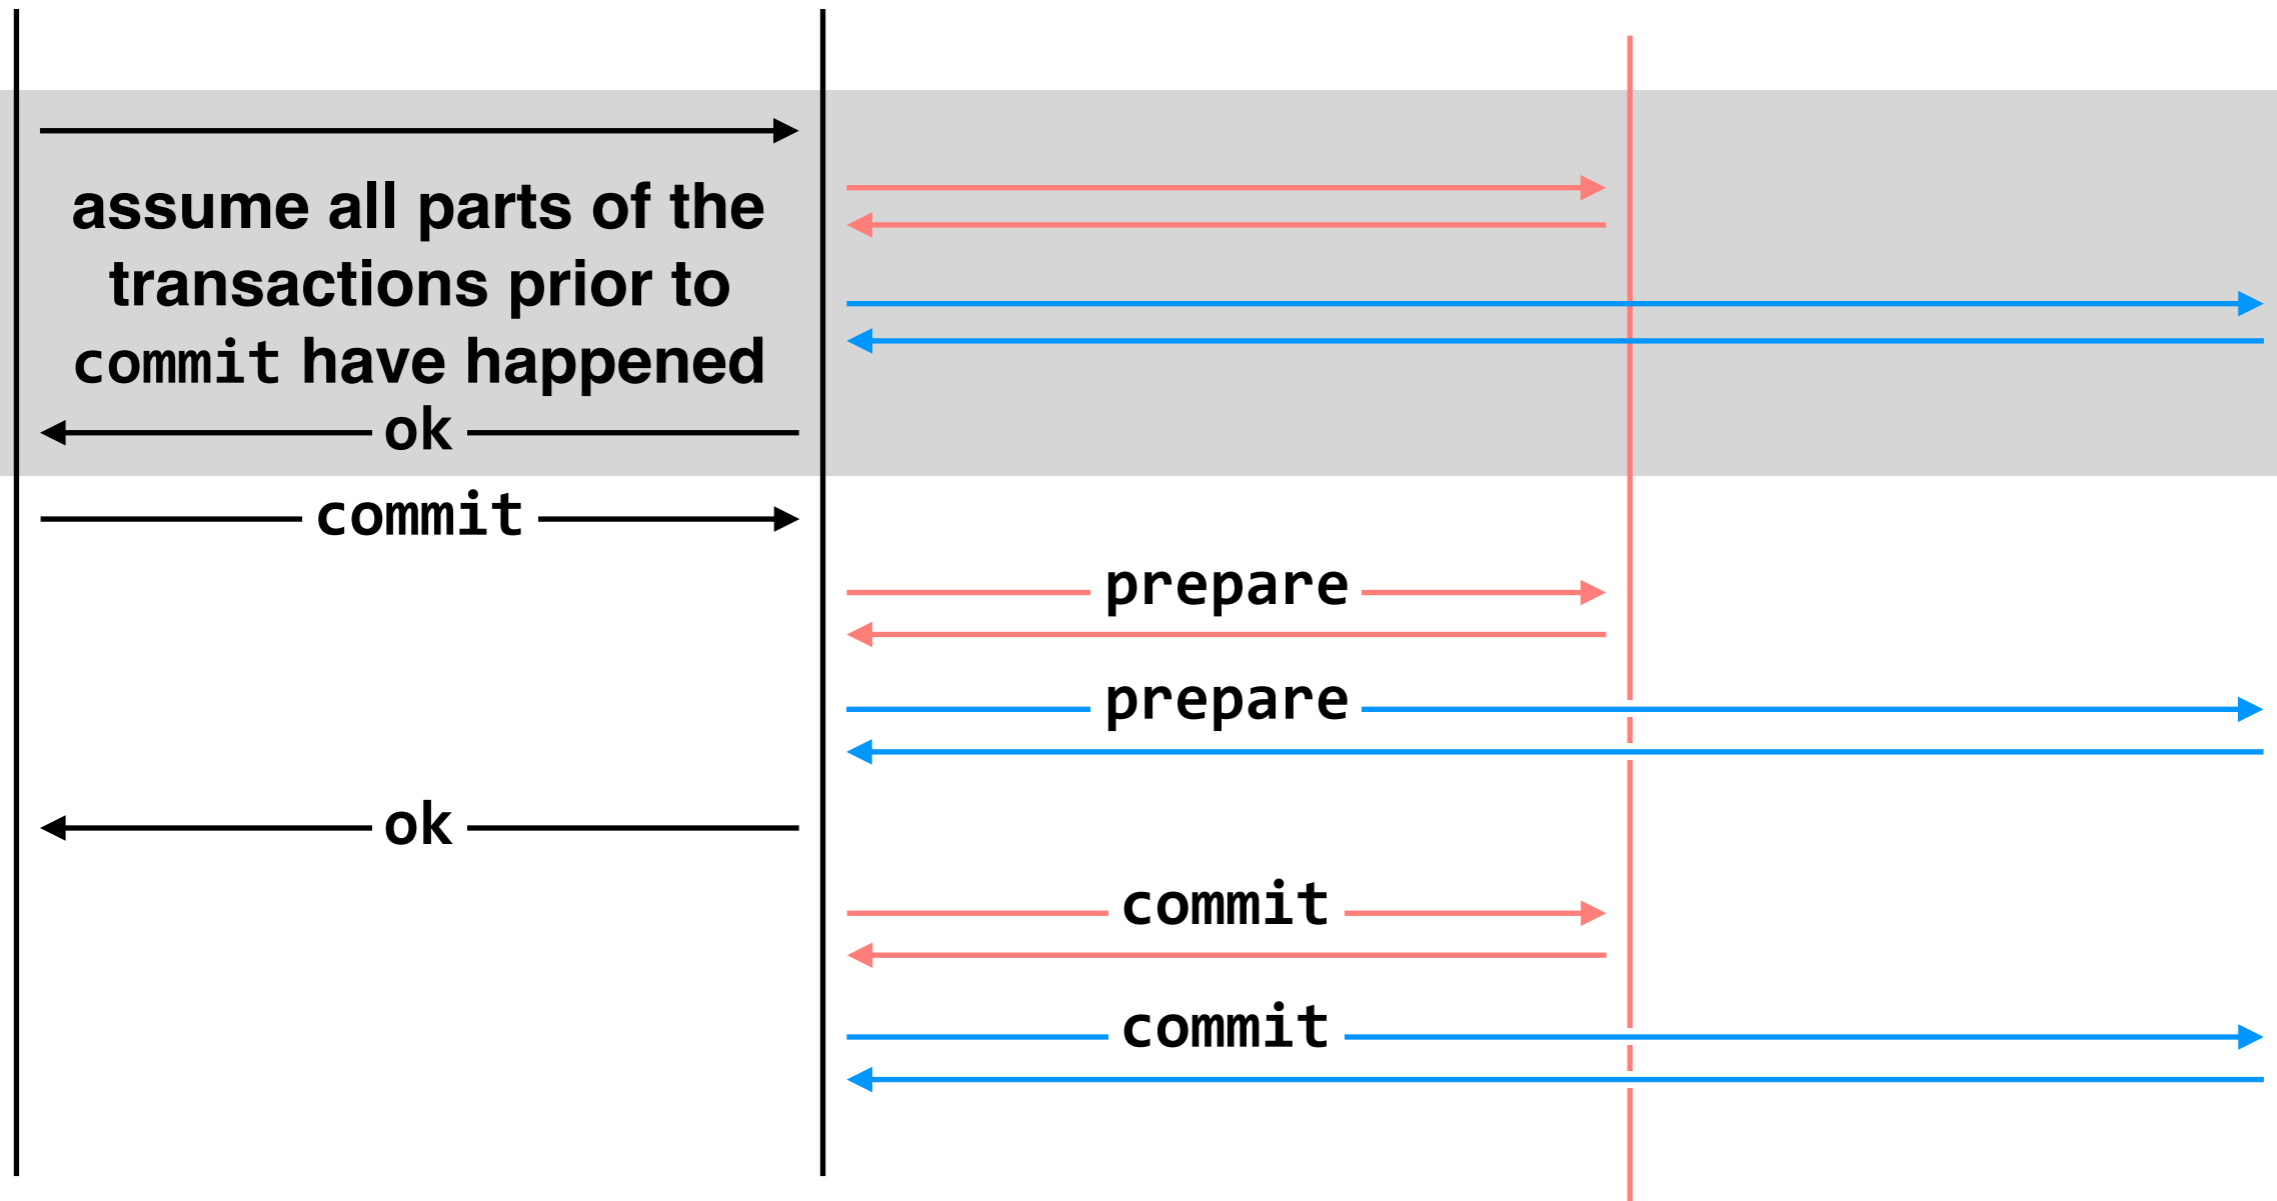 assume all parts of the
transactions prior to
commit have happened
ok
commit
prepare
prepare
ok
commit
commit